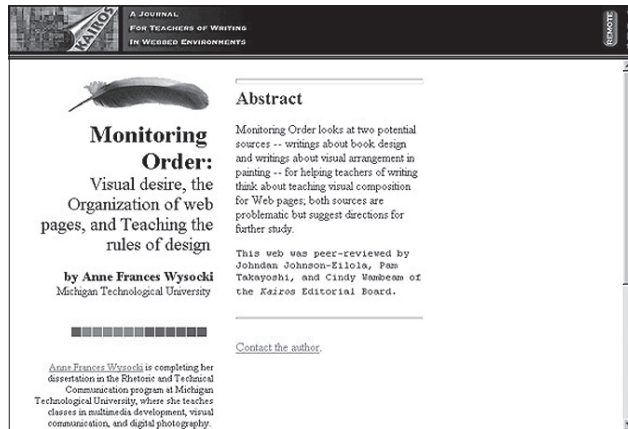 KAIROS
A JOURNAL
FOR TEACHERS OF WRITING
IN WEBBED ENVIRONMENTS
REMOTE
Monitoring
Order:
Visual desire, the
Organization of web
pages, and Teaching the
rules of design
by Anne Frances Wysocki
Michigan Technological University
Anne Frances Wysocki is completing her
dissertation in the Rhetoric and Technical
Communication program at Michigan
Technological University, where she teaches
classes in multimedia development, visual
communication, and digital photography.
Abstract
Monitoring Order looks at two potential
sources -- writings about book design
and writings about visual arrangement in
painting -- for helping teachers of writing
think about teaching visual composition
for Web pages; both sources are
problematic but suggest directions for
further study.
This web was peer-reviewed by
Johndan Johnson-Eilola, Pam
Takayoshi, and Cindy Wambeam of
the Kairos Editorial Board.
Contact the author.